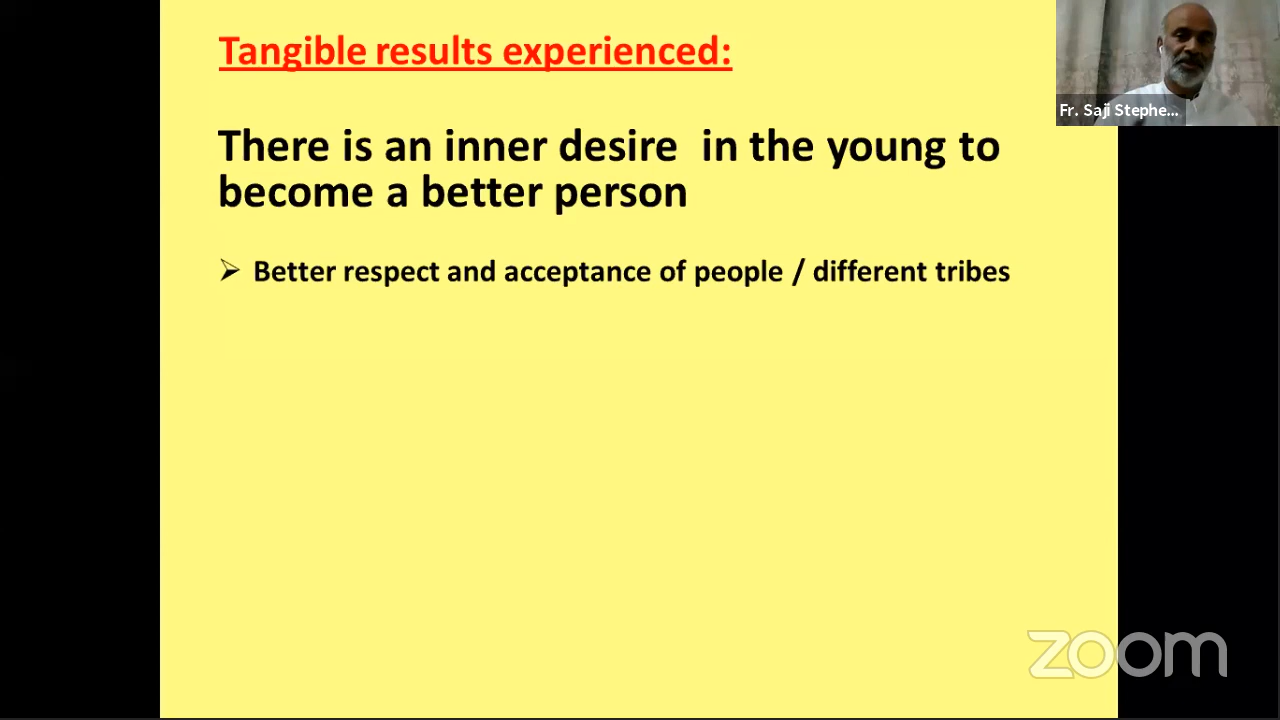 Tangible results experienced:
Fr. Saji Stephe...
There is an inner desire in the young to
become a better person
Better respect and acceptance of people / different tribes
zoom